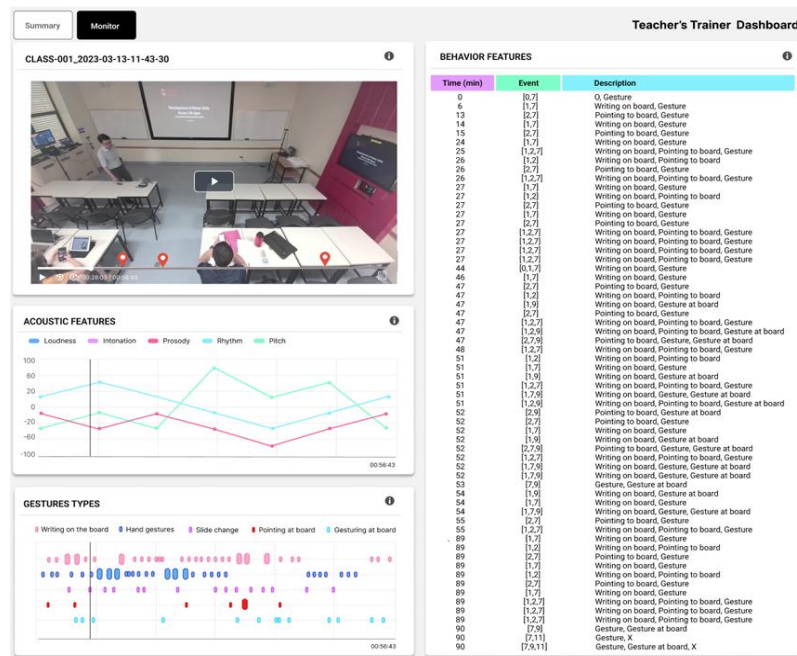 Summary
Monitor
Teacher's Trainer Dashboard
CLASS-001_2023-03-13-11-43-30
ACOUSTIC FEATURES
Loudness Intonation Prosody Rhythm Pitch
100
60
20
0
-20
-60
-100
00:56:43
GESTURES TYPES
Writing on the board Hand gestures Slide change Pointing at board Gesturing at board
00:56:43
BEHAVIOR FEATURES
Time (min) Event Description
0 [0,7] O, Gesture
6 [1,7] Writing on board, Gesture
13 [2,7] Pointing to board, Gesture
14 [1,7] Writing on board, Gesture
15 [2,7] Pointing to board, Gesture
24 [1,7] Writing on board, Gesture
25 [1,2,7] Writing on board, Pointing to board, Gesture
26 [1,2] Writing on board, Pointing to board
26 [2,7] Pointing to board, Gesture
26 [1,2,7] Writing on board, Pointing to board, Gesture
27 [1,7] Writing on board, Gesture
27 [1,2] Writing on board, Pointing to board
27 [2,7] Pointing to board, Gesture
27 [1,7] Writing on board, Gesture
27 [2,7] Pointing to board, Gesture
27 [1,2,7] Writing on board, Pointing to board, Gesture
27 [1,2,7] Writing on board, Pointing to board, Gesture
27 [1,2,7] Writing on board, Pointing to board, Gesture
27 [1,2,7] Writing on board, Pointing to board, Gesture
44 [0,1,7] Writing on board, Gesture
46 [1,7] Writing on board, Gesture
47 [2,7] Pointing to board, Gesture
47 [1,2] Writing on board, Pointing to board
47 [1,9] Writing on board, Gesture at board
47 [2,7] Pointing to board, Gesture
47 [1,2,7] Writing on board, Pointing to board, Gesture
47 [1,2,9] Writing on board, Pointing to board, Gesture at board
47 [2,7,9] Pointing to board, Gesture, Gesture at board
48 [1,2,7] Writing on board, Pointing to board, Gesture
51 [1,2] Writing on board, Pointing to board
51 [1,7] Writing on board, Gesture
51 [1,9] Writing on board, Gesture at board
51 [1,2,7] Writing on board, Pointing to board, Gesture
51 [1,7,9] Writing on board, Gesture, Gesture at board
51 [1,2,9] Writing on board, Pointing to board, Gesture at board
52 [2,9] Pointing to board, Gesture at board
52 [2,7] Pointing to board, Gesture
52 [1,7] Writing on board, Gesture
52 [1,9] Writing on board, Gesture at board
52 [2,7,9] Pointing to board, Gesture, Gesture at board
52 [1,2,7] Writing on board, Pointing to board, Gesture
52 [1,7,9] Writing on board, Gesture, Gesture at board
52 [1,7,9] Writing on board, Gesture, Gesture at board
53 [7,9] Gesture, Gesture at board
54 [1,9] Writing on board, Gesture at board
54 [1,7] Writing on board, Gesture
54 [1,7,9] Writing on board, Gesture, Gesture at board
55 [2,7] Pointing to board, Gesture
55 [1,2,7] Writing on board, Pointing to board, Gesture
89 [1,7] Writing on board, Gesture
89 [1,2] Writing on board, Pointing to board
89 [2,7] Pointing to board, Gesture
89 [1,7] Writing on board, Gesture
89 [1,2] Writing on board, Pointing to board
89 [2,7] Pointing to board, Gesture
89 [1,7] Writing on board, Gesture
89 [1,2,7] Writing on board, Pointing to board, Gesture
89 [1,2,7] Writing on board, Pointing to board, Gesture
89 [1,2,7] Writing on board, Pointing to board, Gesture
90 [7,9] Gesture, Gesture at board
90 [7,11] Gesture, X
90 [7,9,11] Gesture, Gesture at board, X